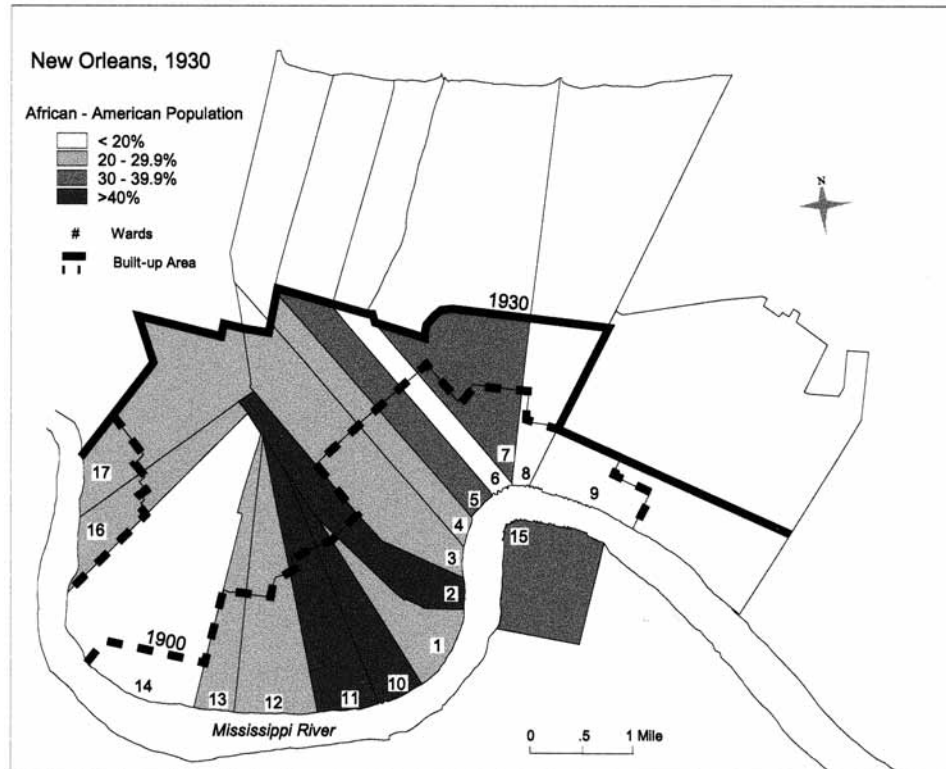 New Orleans, 1930
African - American Population
< 20%
20 - 29.9%
30 - 39.9%
>40%
# Wards
Built-up Area
N
1930
17
16
7
8
6
9
5
4
15
3
2
1900
1
14
13
12
11
10
Mississippi River
0 .5 1 Mile